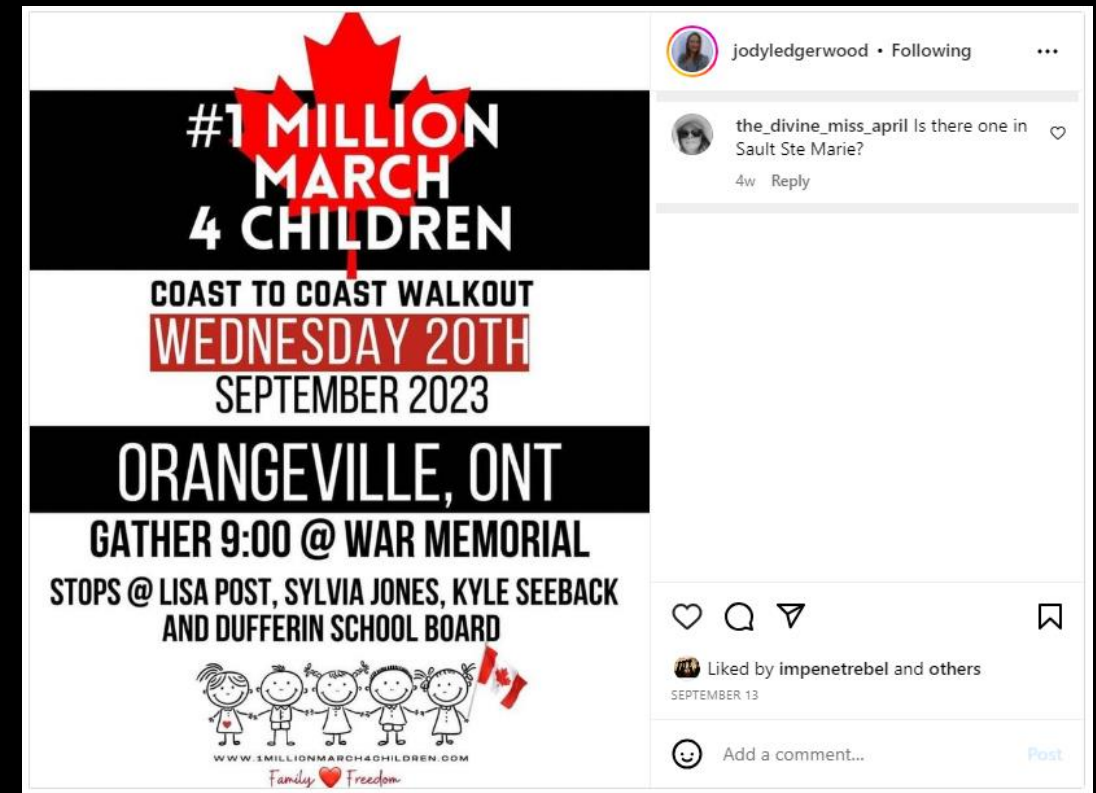 #1 MILLION
MARCH
4 CHILDREN
COAST TO COAST WALKOUT
WEDNESDAY 20TH
SEPTEMBER 2023
ORANGEVILLE, ONT
GATHER 9:00 @ WAR MEMORIAL
STOPS @ LISA POST, SYLVIA JONES, KYLE SEEBACK
AND DUFFERIN SCHOOL BOARD
WWW.1MILLIONMARCH4CHILDREN.COM
Family Freedom
jodyledgerwood • Following
the_divine_miss_april Is there one in
Sault Ste Marie?
4w Reply
Liked by impenetrebel and others
SEPTEMBER 13
Add a comment... Post